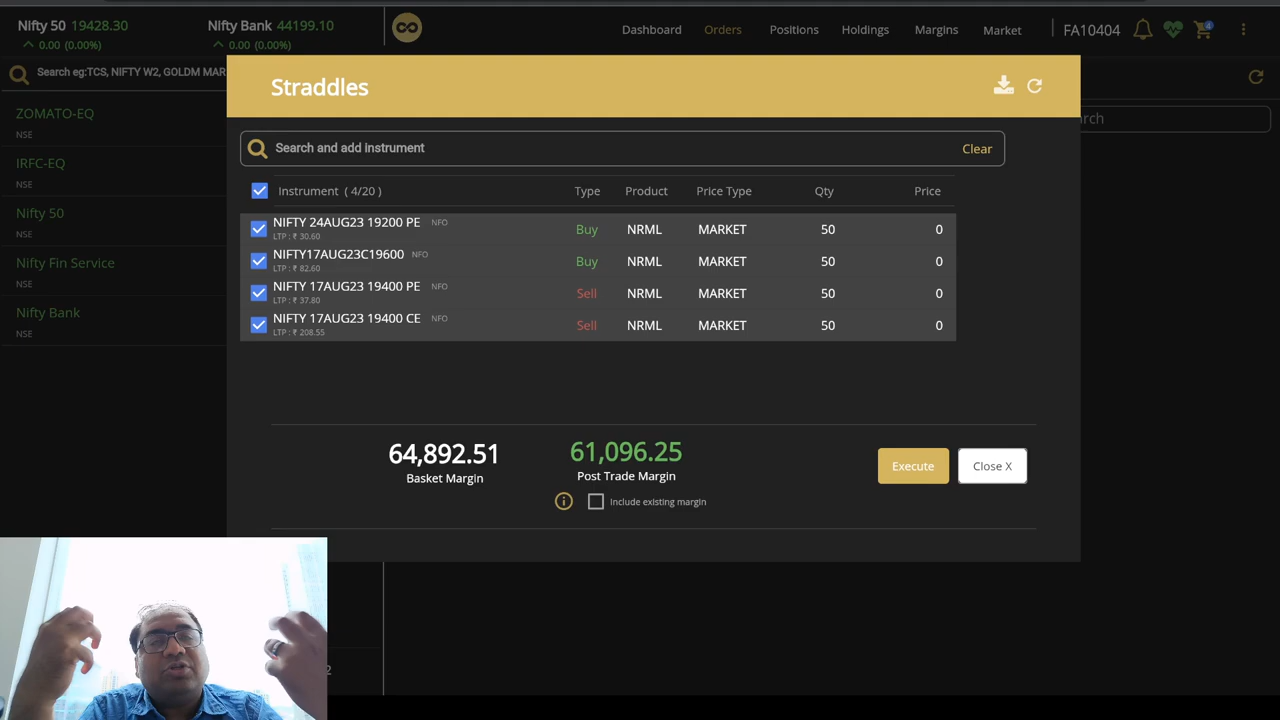 Nifty 50 19428.30
0.00 (0.00%)
Nifty Bank 44199.10
0.00 (0.00%)
Dashboard Orders Positions Holdings Margins Market FA10404 4
Search eg:TCS, NIFTY W2, GOLDM MAR
rch
ZOMATO-EQ
NSE
IRFC-EQ
NSE
Nifty 50
NSE
Nifty Fin Service
NSE
Nifty Bank
NSE
Straddles
Search and add instrument Clear
Instrument ( 4/20 ) Type Product Price Type Qty Price
NIFTY 24AUG23 19200 PE NFO Buy NRML MARKET 50 0
LTP : ₹ 30.60
NIFTY17AUG23C19600 NFO Buy NRML MARKET 50 0
LTP : ₹ 82.60
NIFTY 17AUG23 19400 PE NFO Sell NRML MARKET 50 0
LTP : ₹ 37.80
NIFTY 17AUG23 19400 CE NFO Sell NRML MARKET 50 0
LTP : ₹ 208.55
64,892.51 61,096.25
Basket Margin Post Trade Margin
Execute Close X
Include existing margin
2